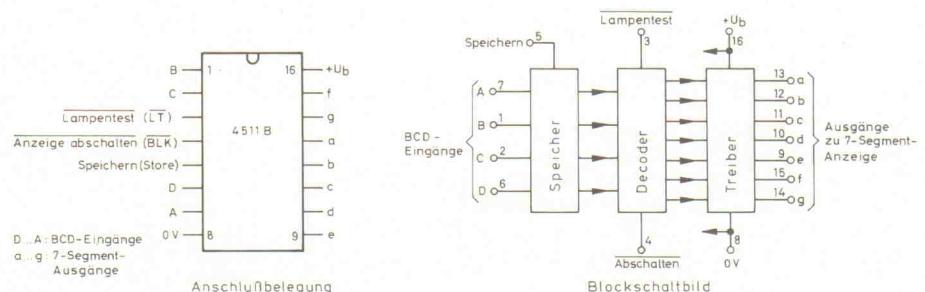 B 1 16 +Ub
C f
Lampentest (LT) g
4511 B
Anzeige abschalten (BLK) a
Speichern (Store) b
D c
A d
0V 8 9 e
D...A: BCD-Eingänge
a...g: 7-Segment-
Ausgänge
Anschlußbelegung
Lampentest
3
+Ub
16
Speichern 5
BCD-
Eingänge
A 7
B 1
C 2
D 6
Speicher
Decoder
Treiber
13 a
12 b
11 c
10 d
9 e
15 f
14 g
Ausgänge
zu 7-Segment-
Anzeige
4
Abschalten
8
0V
Blockschaltbild